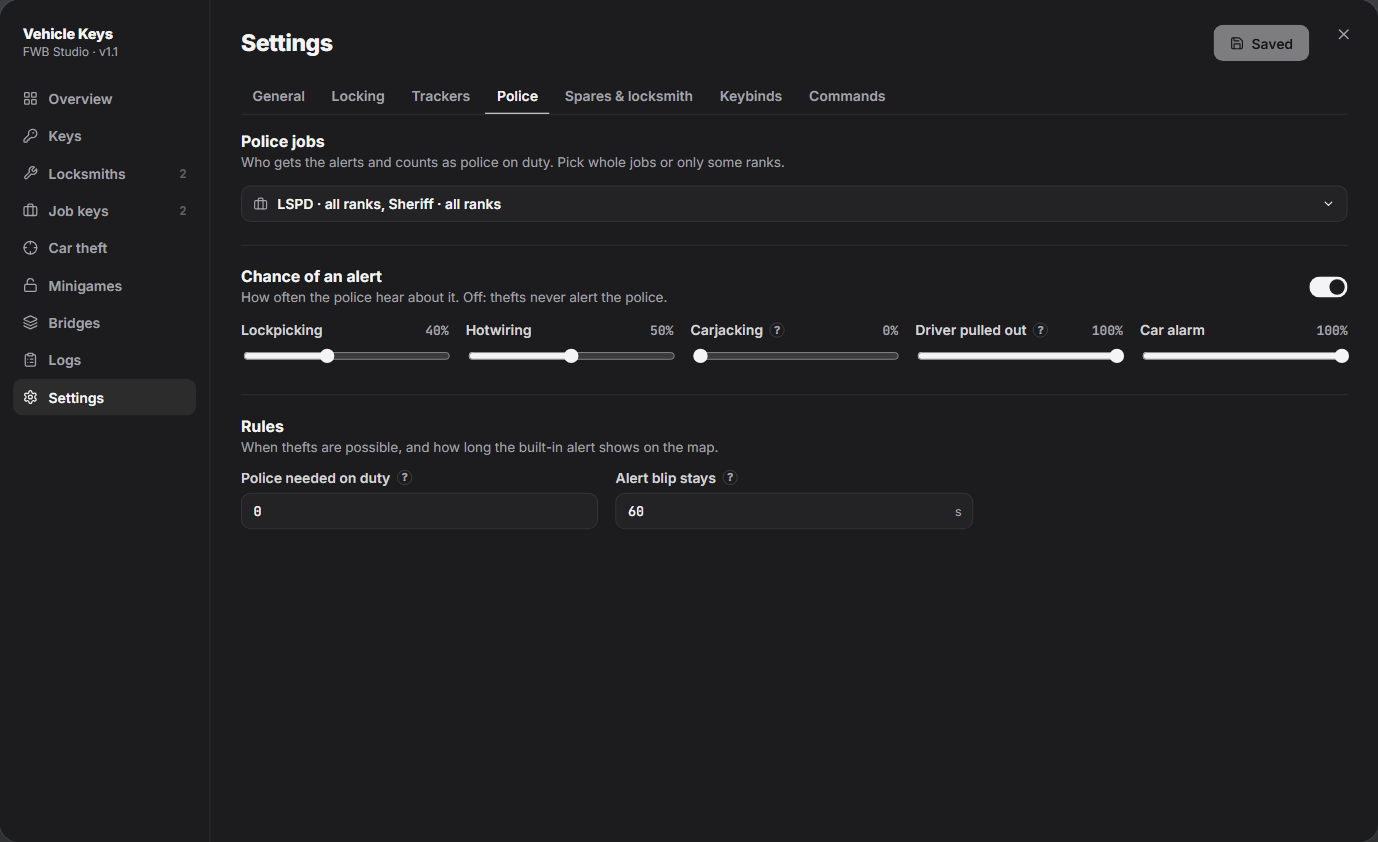 Vehicle Keys
FWB Studio · v1.1
Overview
Keys
Locksmiths 2
Job keys 2
Car theft
Minigames
Bridges
Logs
Settings
Settings
Saved
General Locking Trackers Police Spares & locksmith Keybinds Commands
Police jobs
Who gets the alerts and counts as police on duty. Pick whole jobs or only some ranks.
LSPD · all ranks, Sheriff · all ranks
Chance of an alert
How often the police hear about it. Off: thefts never alert the police.
Lockpicking 40% Hotwiring 50% Carjacking ? 0% Driver pulled out ? 100% Car alarm 100%
Rules
When thefts are possible, and how long the built-in alert shows on the map.
Police needed on duty ? Alert blip stays ?
0 60 s